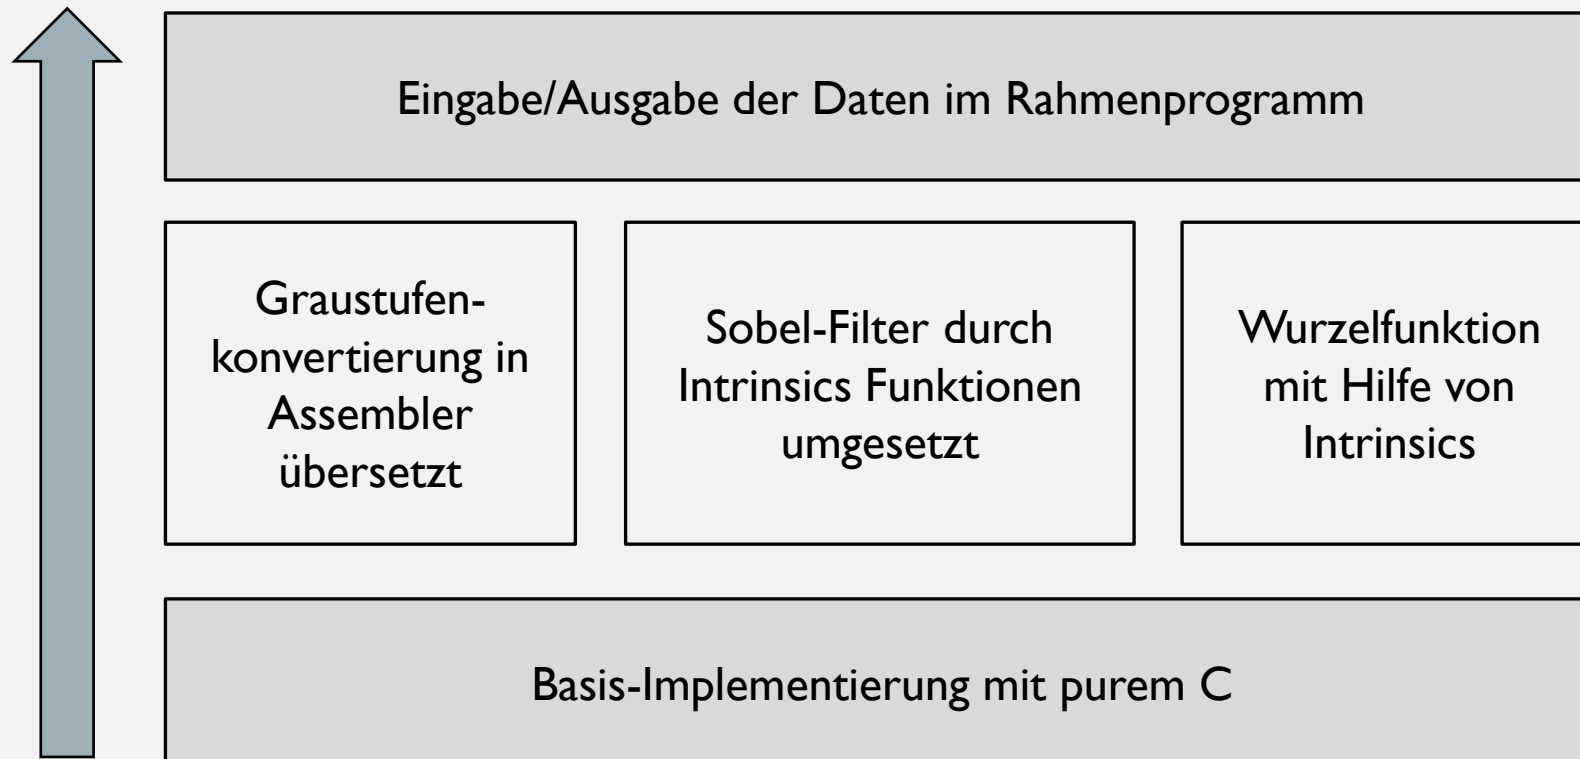 Eingabe/Ausgabe der Daten im Rahmenprogramm
Graustufen-
konvertierung in
Assembler
übersetzt
Sobel-Filter durch
Intrinsics Funktionen
umgesetzt
Wurzelfunktion
mit Hilfe von
Intrinsics
Basis-Implementierung mit purem C